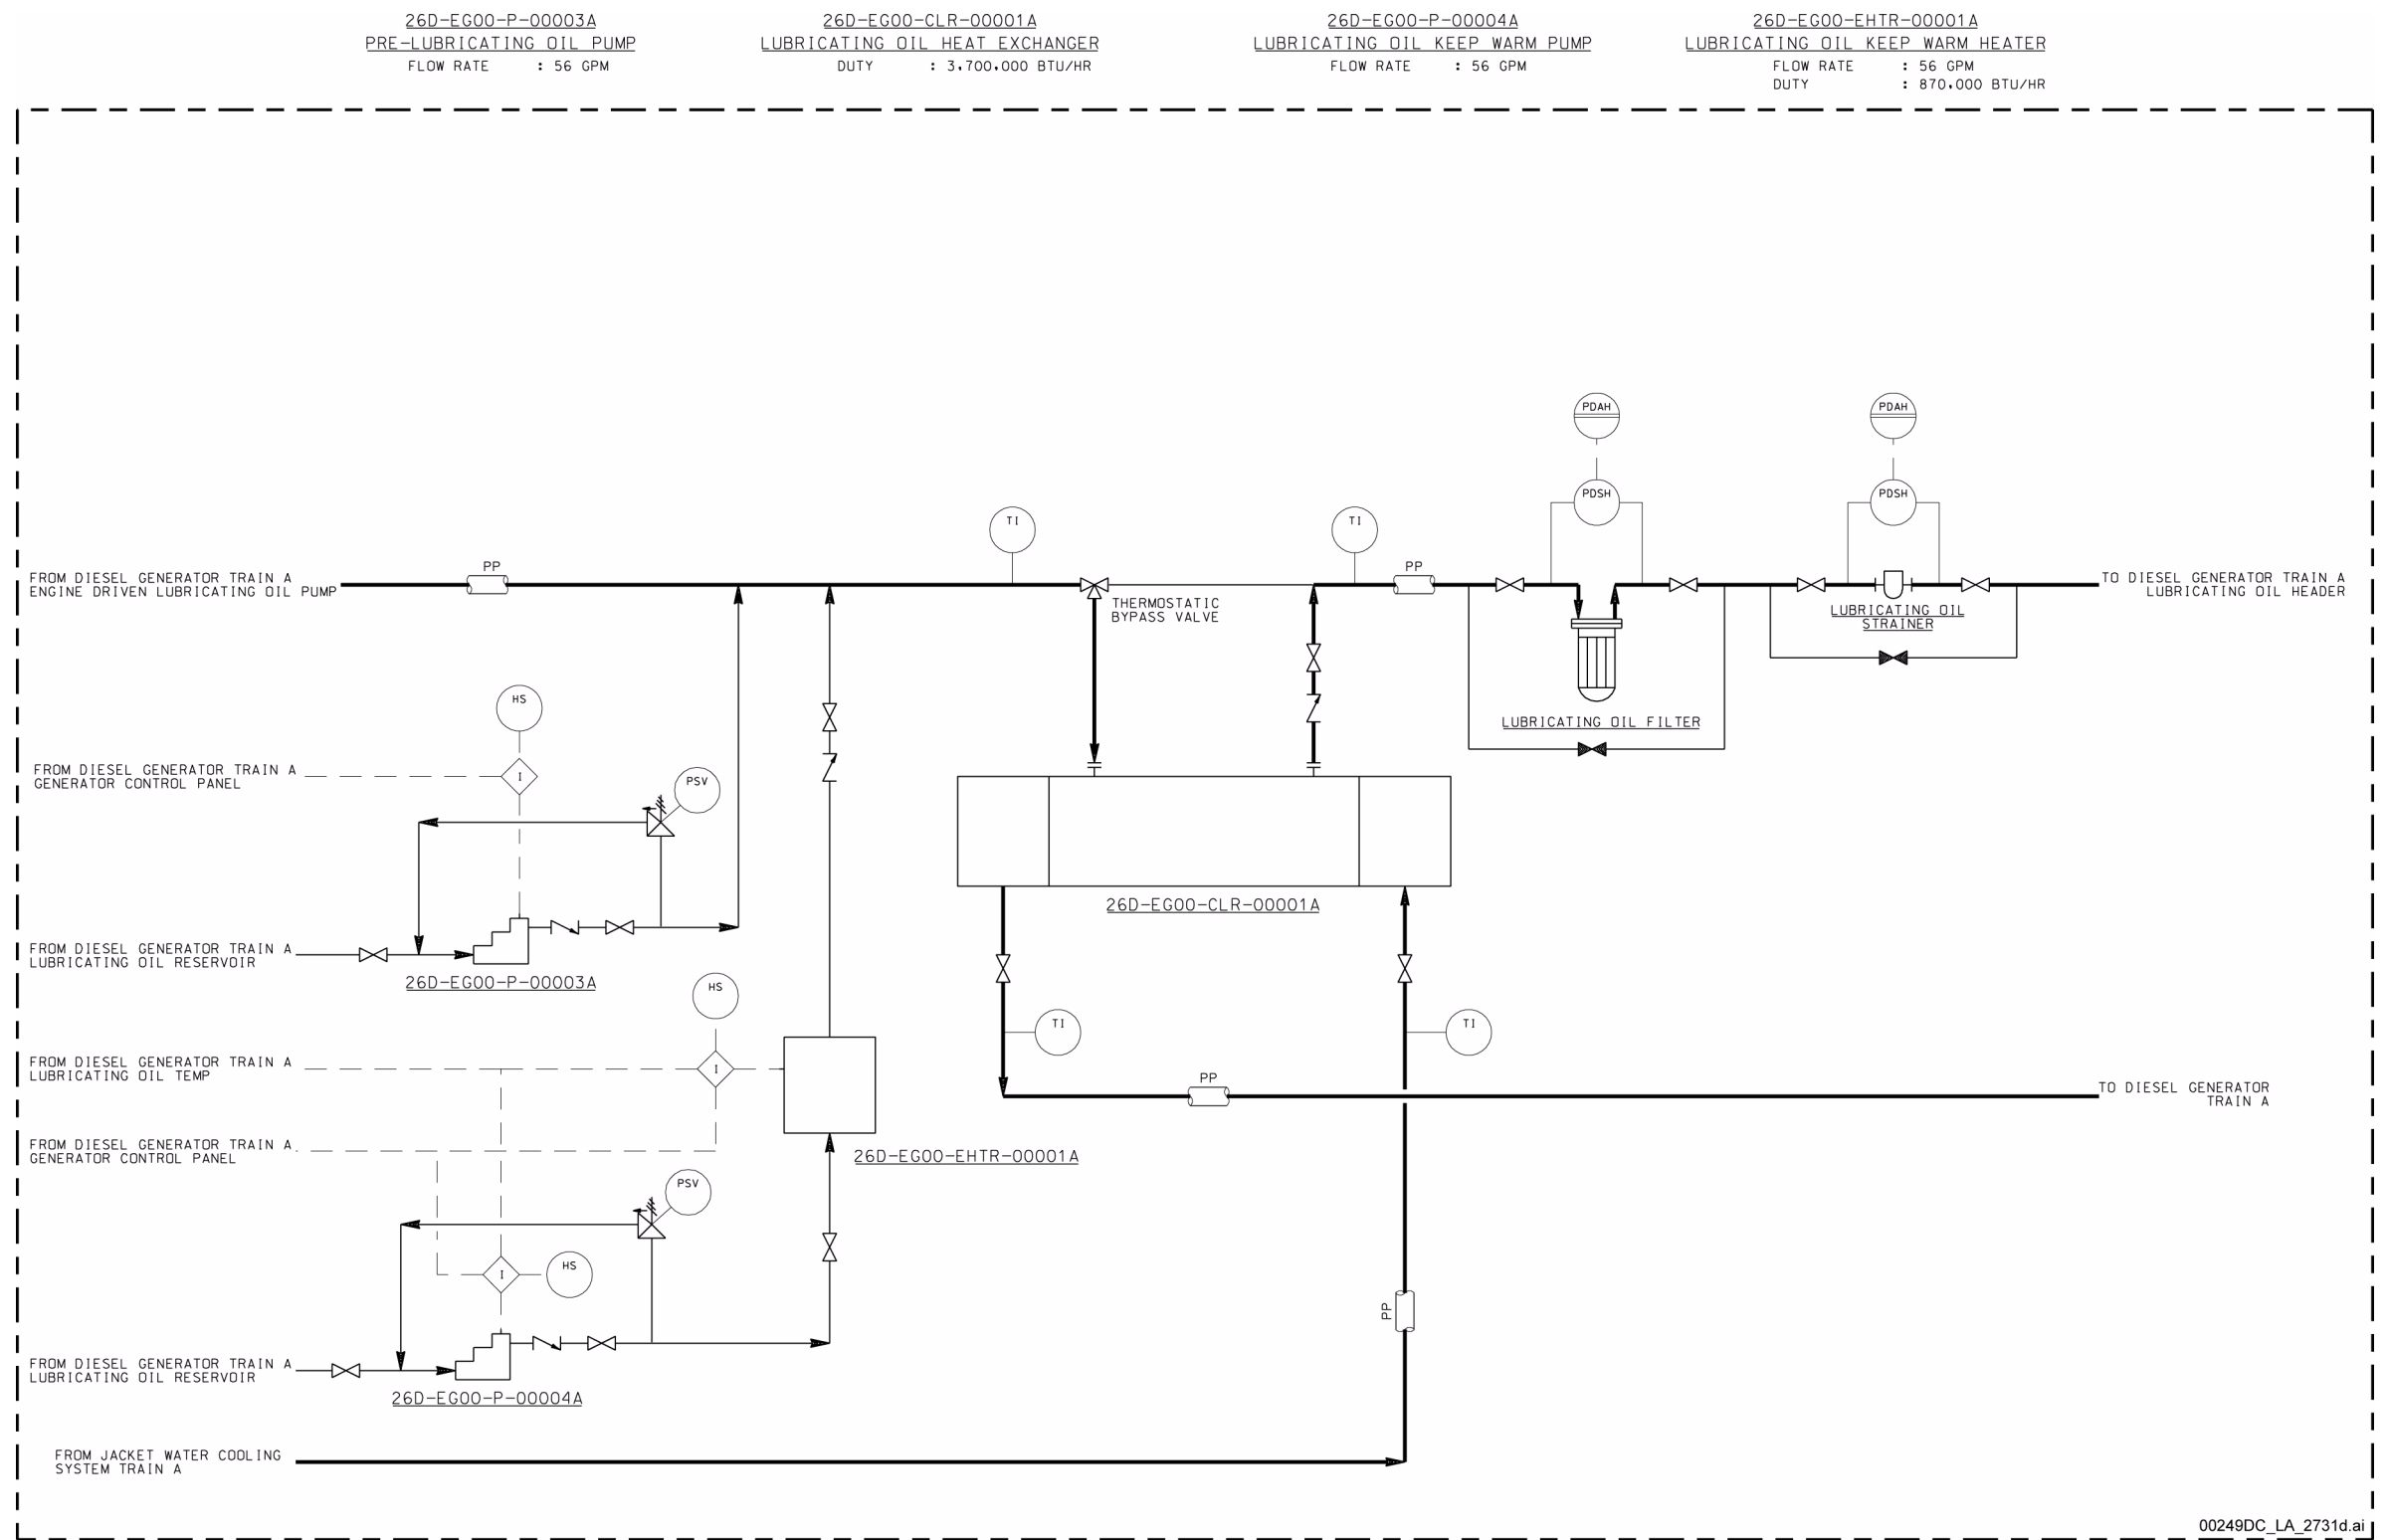 26D-EG00-P-00003A
PRE-LUBRICATING OIL PUMP
FLOW RATE : 56 GPM
26D-EG00-CLR-00001A
LUBRICATING OIL HEAT EXCHANGER
DUTY : 3,700,000 BTU/HR
26D-EG00-P-00004A
LUBRICATING OIL KEEP WARM PUMP
FLOW RATE : 56 GPM
26D-EG00-EHTR-00001A
LUBRICATING OIL KEEP WARM HEATER
FLOW RATE : 56 GPM
DUTY : 870,000 BTU/HR
PDAH
PDAH
PDSH
PDSH
TI
TI
PP
PP
FROM DIESEL GENERATOR TRAIN A
ENGINE DRIVEN LUBRICATING OIL PUMP
THERMOSTATIC
BYPASS VALVE
TO DIESEL GENERATOR TRAIN A
LUBRICATING OIL HEADER
LUBRICATING OIL
STRAINER
LUBRICATING OIL FILTER
HS
FROM DIESEL GENERATOR TRAIN A
GENERATOR CONTROL PANEL
I
PSV
26D-EG00-CLR-00001A
FROM DIESEL GENERATOR TRAIN A
LUBRICATING OIL RESERVOIR
26D-EG00-P-00003A
HS
TI
TI
FROM DIESEL GENERATOR TRAIN A
LUBRICATING OIL TEMP
I
PP
TO DIESEL GENERATOR
TRAIN A
FROM DIESEL GENERATOR TRAIN A
GENERATOR CONTROL PANEL
26D-EG00-EHTR-00001A
PSV
I
HS
PP
FROM DIESEL GENERATOR TRAIN A
LUBRICATING OIL RESERVOIR
26D-EG00-P-00004A
FROM JACKET WATER COOLING
SYSTEM TRAIN A
00249DC_LA_2731d.ai